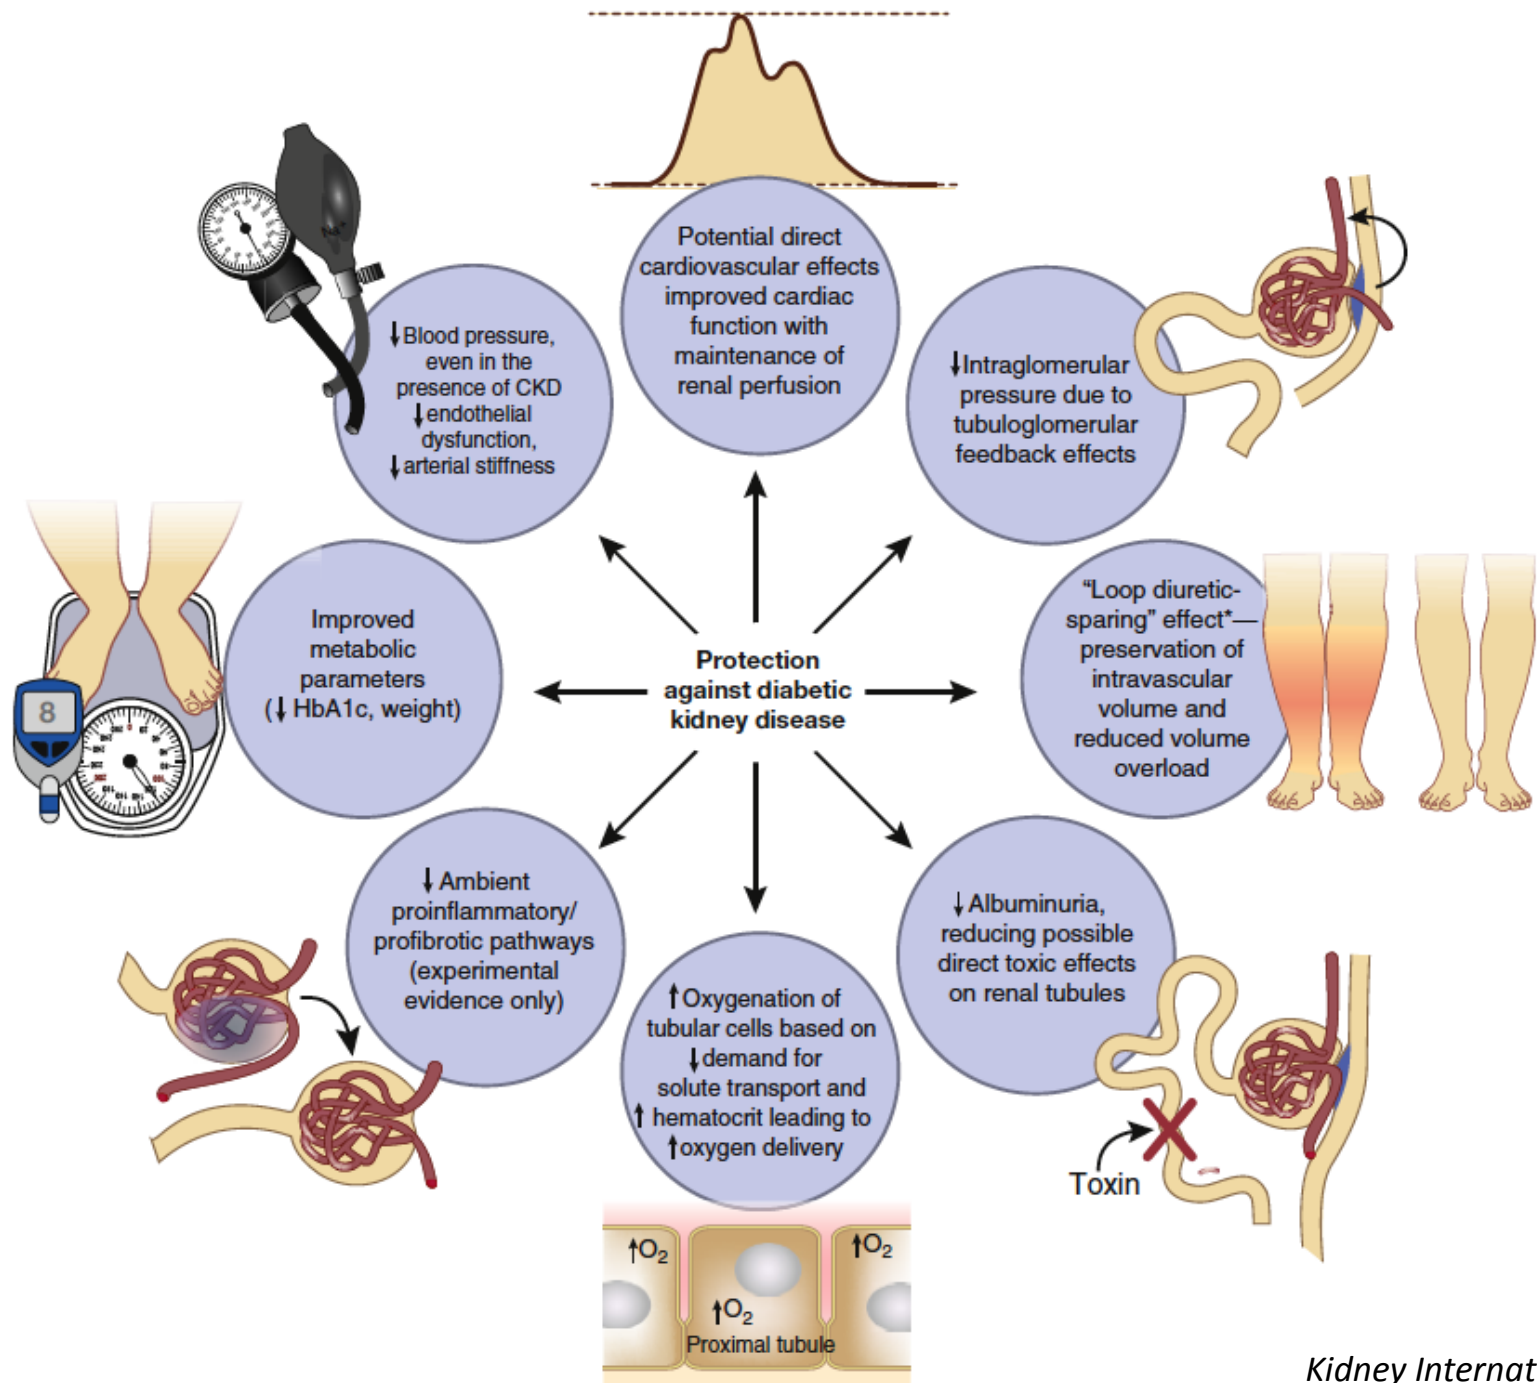 Potential direct
cardiovascular effects
improved cardiac
function with
maintenance of
renal perfusion
Na⁺
↓Blood pressure,
even in the
presence of CKD
↓endothelial
dysfunction,
↓arterial stiffness
↓Intraglomerular
pressure due to
tubuloglomerular
feedback effects
Improved
metabolic
parameters
(↓ HbA1c, weight)
8
Protection
against diabetic
kidney disease
“Loop diuretic-
sparing” effect*—
preservation of
intravascular
volume and
reduced volume
overload
↓ Ambient
proinflammatory/
profibrotic pathways
(experimental
evidence only)
↑Oxygenation of
tubular cells based on
↓demand for
solute transport and
↑ hematocrit leading to
↑oxygen delivery
↓Albuminuria,
reducing possible
direct toxic effects
on renal tubules
Toxin
↑O₂
↑O₂
↑O₂
Proximal tubule
Kidney Internat